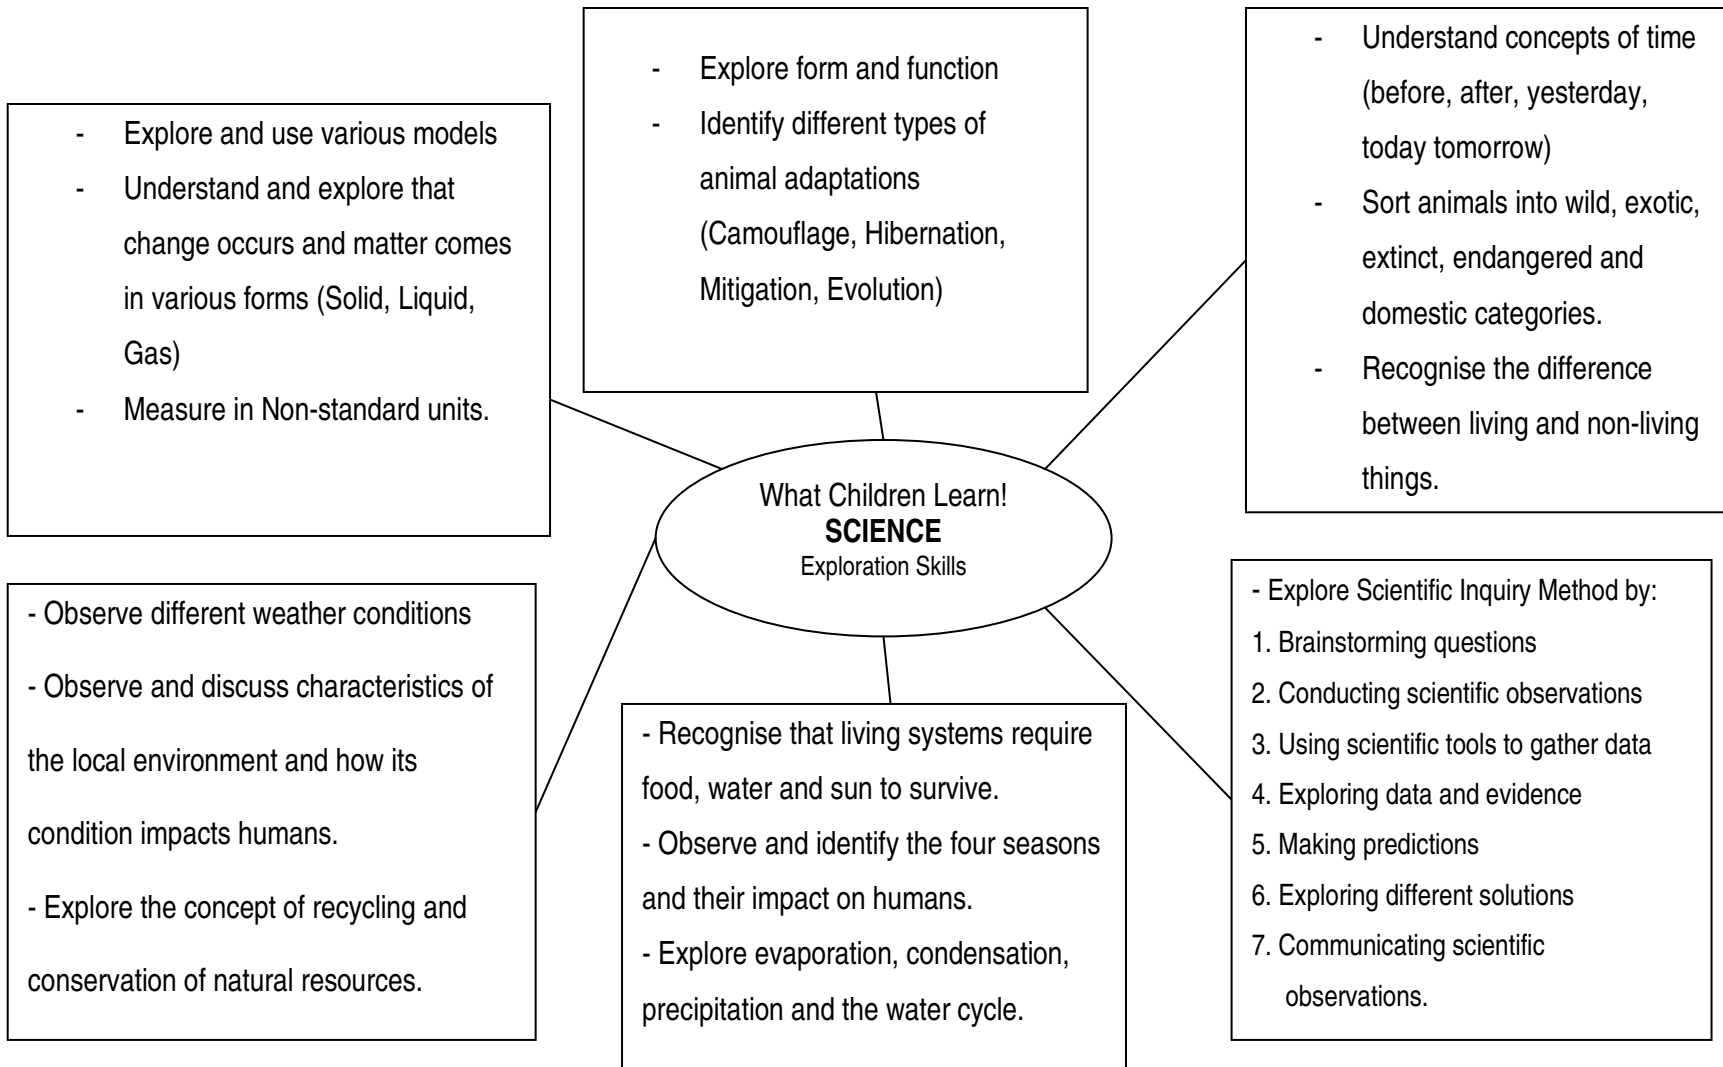 - Explore and use various models
- Understand and explore that
change occurs and matter comes
in various forms (Solid, Liquid,
Gas)
- Measure in Non-standard units.
- Explore form and function
- Identify different types of
animal adaptations
(Camouflage, Hibernation,
Mitigation, Evolution)
- Understand concepts of time
(before, after, yesterday,
today tomorrow)
- Sort animals into wild, exotic,
extinct, endangered and
domestic categories.
- Recognise the difference
between living and non-living
things.
What Children Learn!
SCIENCE
Exploration Skills
- Observe different weather conditions
- Observe and discuss characteristics of
the local environment and how its
condition impacts humans.
- Explore the concept of recycling and
conservation of natural resources.
- Recognise that living systems require
food, water and sun to survive.
- Observe and identify the four seasons
and their impact on humans.
- Explore evaporation, condensation,
precipitation and the water cycle.
- Explore Scientific Inquiry Method by:
1. Brainstorming questions
2. Conducting scientific observations
3. Using scientific tools to gather data
4. Exploring data and evidence
5. Making predictions
6. Exploring different solutions
7. Communicating scientific
observations.